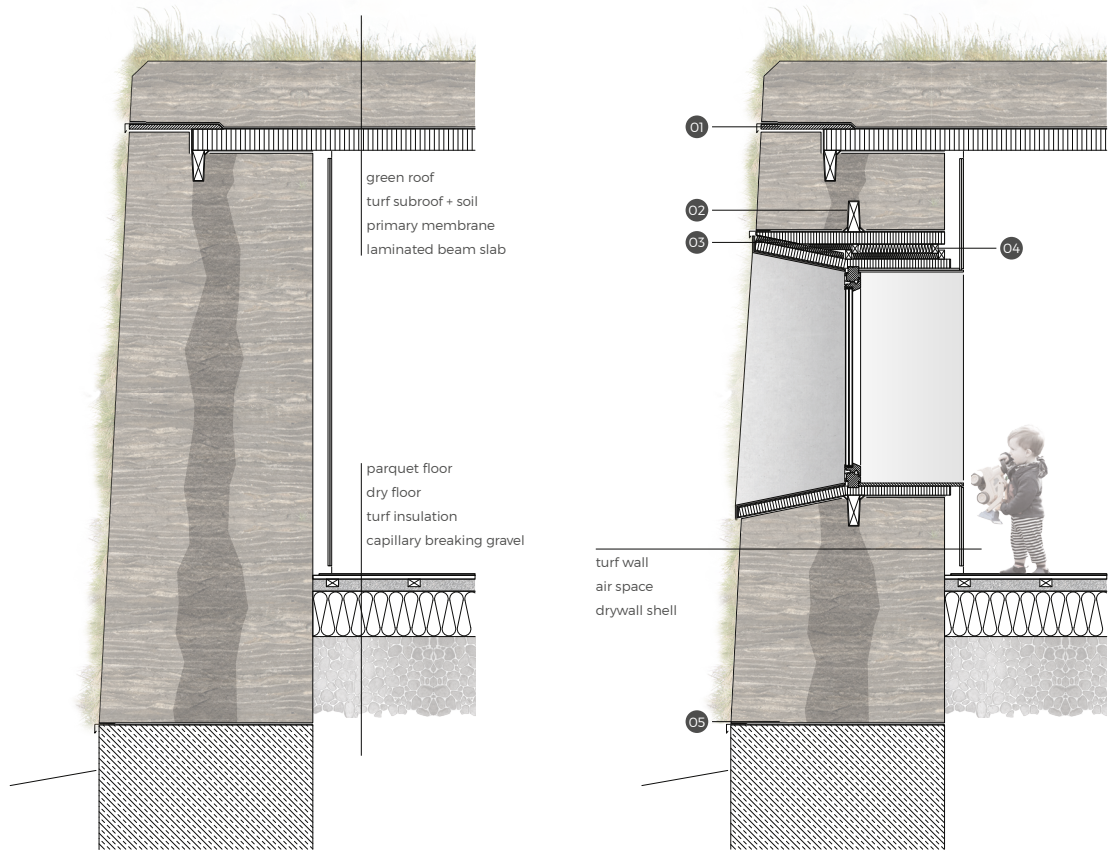 green roof
turf subroof + soil
primary membrane
laminated beam slab
parquet floor
dry floor
turf insulation
capillary breaking gravel
01
02
03
04
turf wall
air space
drywall shell
05